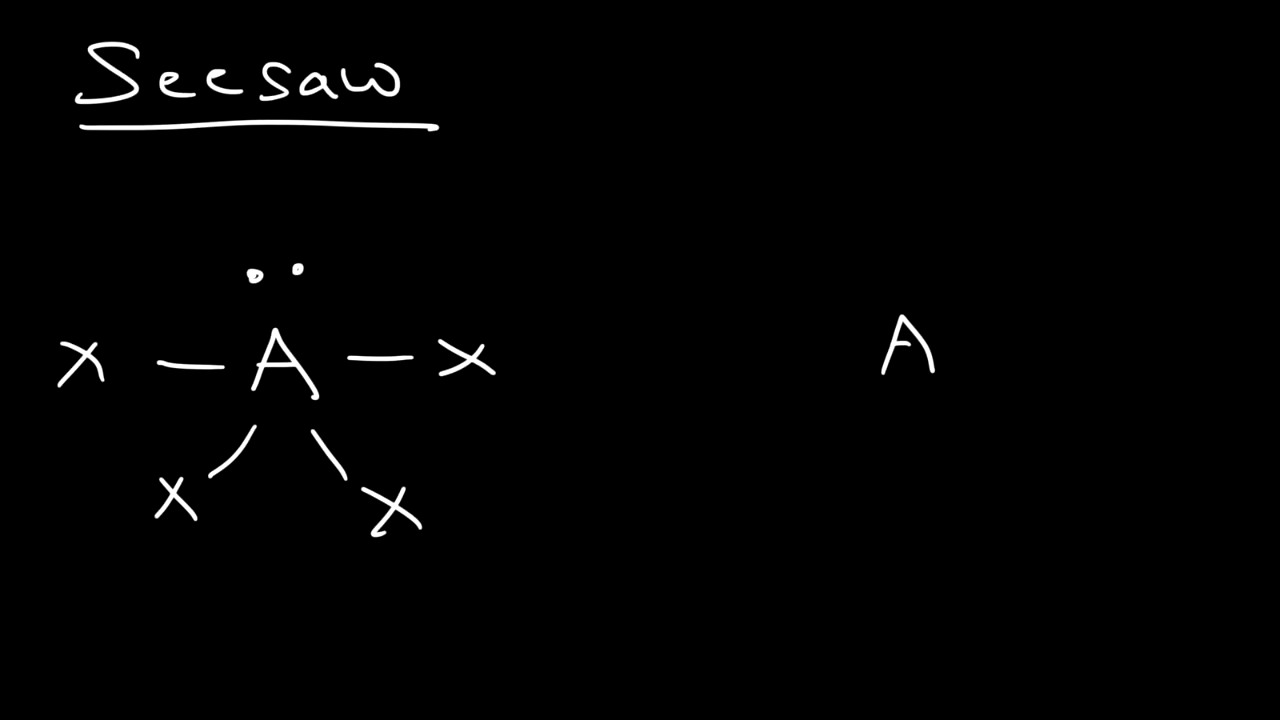 Seesaw
X — A — X
X X
A